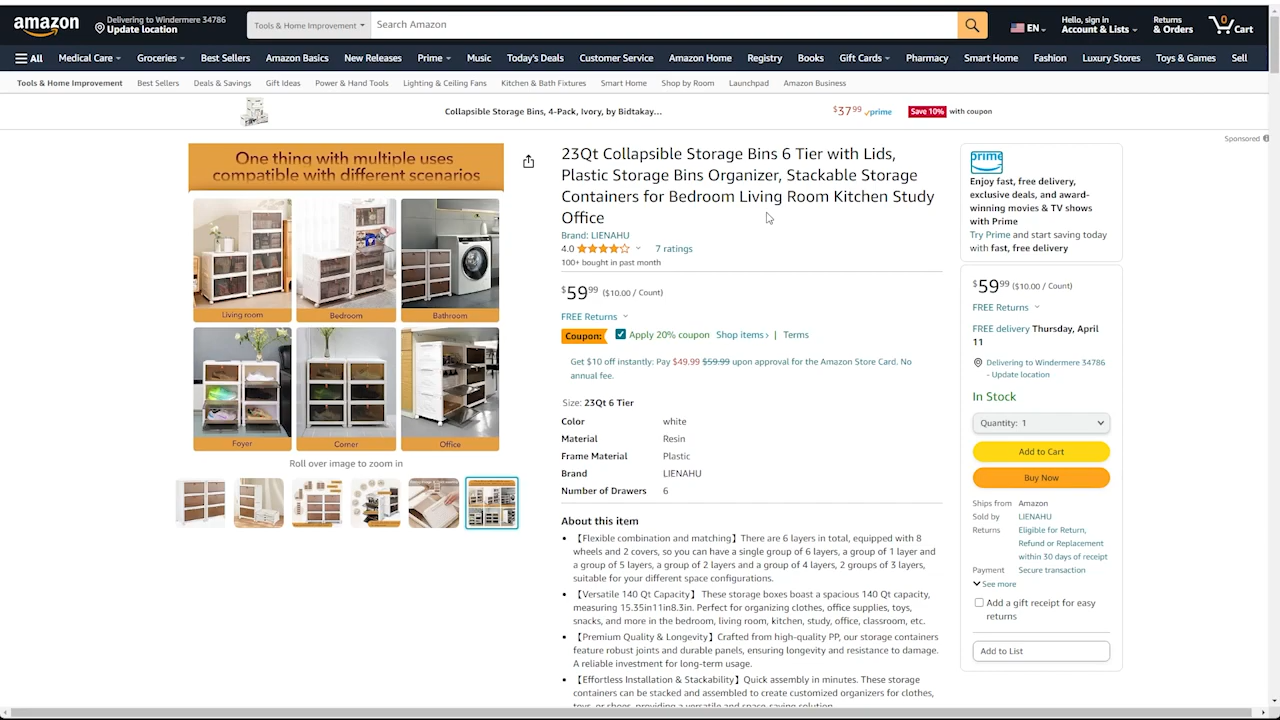 amazon
Delivering to Windermere 34786
Update location
Tools & Home Improvement
Search Amazon
EN
Hello, sign in
Account & Lists
Returns
& Orders
0
Cart
All
Medical Care
Groceries
Best Sellers
Amazon Basics
New Releases
Prime
Music
Today's Deals
Customer Service
Amazon Home
Registry
Books
Gift Cards
Pharmacy
Smart Home
Fashion
Luxury Stores
Toys & Games
Sell
Tools & Home Improvement
Best Sellers
Deals & Savings
Gift Ideas
Power & Hand Tools
Lighting & Ceiling Fans
Kitchen & Bath Fixtures
Smart Home
Shop by Room
Launchpad
Amazon Business
Collapsible Storage Bins, 4-Pack, Ivory, by Bidtakay...
$37.99 prime
Save 10% with coupon
Sponsored
One thing with multiple uses
compatible with different scenarios
Living room
Bedroom
Bathroom
Foyer
Corner
Office
Roll over image to zoom in
23Qt Collapsible Storage Bins 6 Tier with Lids,
Plastic Storage Bins Organizer, Stackable Storage
Containers for Bedroom Living Room Kitchen Study
Office
Brand: LIENAHU
4.0
7 ratings
100+ bought in past month
$59.99 ($10.00 / Count)
FREE Returns
Coupon: Apply 20% coupon Shop items › | Terms
Get $10 off instantly: Pay $49.99 $59.99 upon approval for the Amazon Store Card. No
annual fee.
Size: 23Qt 6 Tier
Color white
Material Resin
Frame Material Plastic
Brand LIENAHU
Number of Drawers 6
About this item
• 【Flexible combination and matching】There are 6 layers in total, equipped with 8
wheels and 2 covers, so you can have a single group of 6 layers, a group of 1 layer and
a group of 5 layers, a group of 2 layers and a group of 4 layers, 2 groups of 3 layers,
suitable for your different space configurations.
• 【Versatile 140 Qt Capacity】 These storage boxes boast a spacious 140 Qt capacity,
measuring 15.35in11in8.3in. Perfect for organizing clothes, office supplies, toys,
snacks, and more in the bedroom, living room, kitchen, study, office, classroom, etc.
• 【Premium Quality & Longevity】Crafted from high-quality PP, our storage containers
feature robust joints and durable panels, ensuring longevity and resistance to damage.
A reliable investment for long-term usage.
• 【Effortless Installation & Stackability】Quick assembly in minutes. These storage
containers can be stacked and assembled to create customized organizers for clothes,
toys, or shoes, providing a versatile and space-saving solution.
prime
Enjoy fast, free delivery,
exclusive deals, and award-
winning movies & TV shows
with Prime
Try Prime and start saving today
with fast, free delivery
$59.99 ($10.00 / Count)
FREE Returns
FREE delivery Thursday, April
11
Delivering to Windermere 34786
- Update location
In Stock
Quantity: 1
Add to Cart
Buy Now
Ships from Amazon
Sold by LIENAHU
Returns Eligible for Return,
Refund or Replacement
within 30 days of receipt
Payment Secure transaction
See more
Add a gift receipt for easy
returns
Add to List